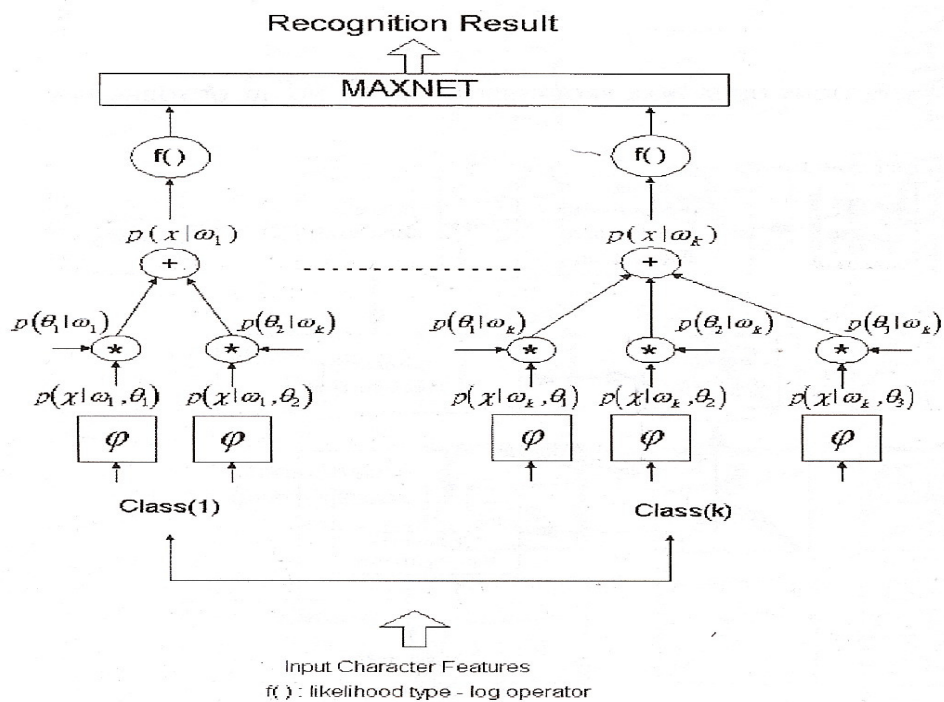 Recognition Result
MAXNET
f( ) f( )
p( x | ω₁ ) p( x | ωₖ )
+ ................ +
p(θ₁ | ω₁) p(θ₂ | ωₖ) p(θ₁ | ωₖ) p(θ₂ | ωₖ) p(θ₃ | ωₖ)
* * * * *
p(χ | ω₁, θ₁) p(χ | ω₁, θ₂) p(χ | ωₖ, θ₁) p(χ | ωₖ, θ₂) p(χ | ωₖ, θ₃)
φ φ φ φ φ
Class(1) Class(k)
Input Character Features
f( ) : likelihood type - log operator